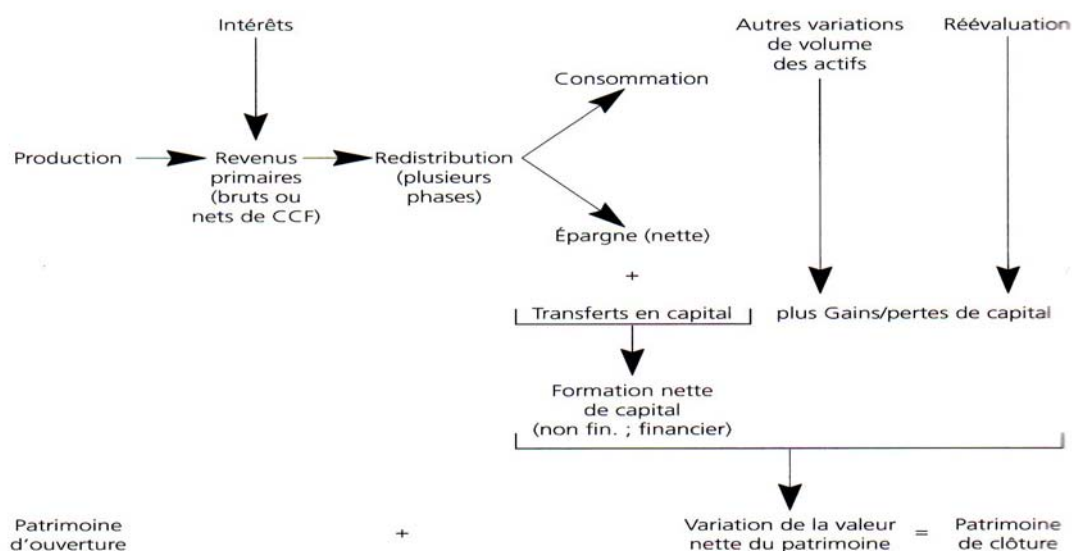 Intérêts
Autres variations
de volume
des actifs
Réévaluation
Consommation
Production
Revenus
primaires
(bruts ou
nets de CCF)
Redistribution
(plusieurs
phases)
Épargne (nette)
+
Transferts en capital
plus Gains/pertes de capital
Formation nette
de capital
(non fin. ; financier)
Patrimoine
d'ouverture
+
Variation de la valeur
nette du patrimoine
=
Patrimoine
de clôture